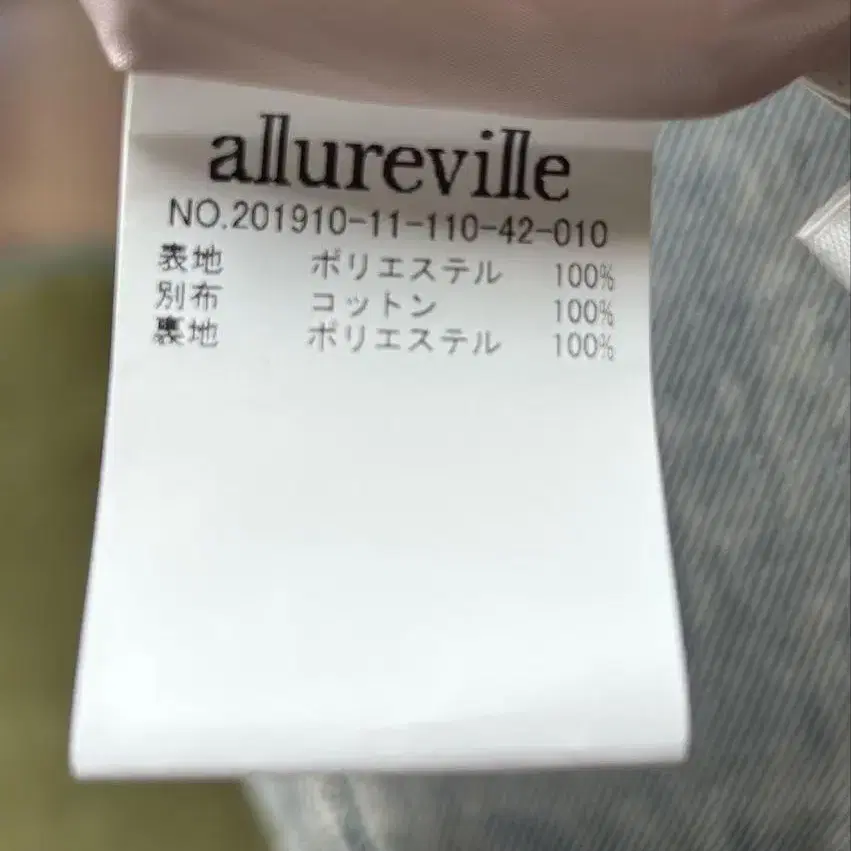 allureville
NO.201910-11-110-42-010
表地 ポリエステル 100%
別布 コットン 100%
裏地 ポリエステル 100%